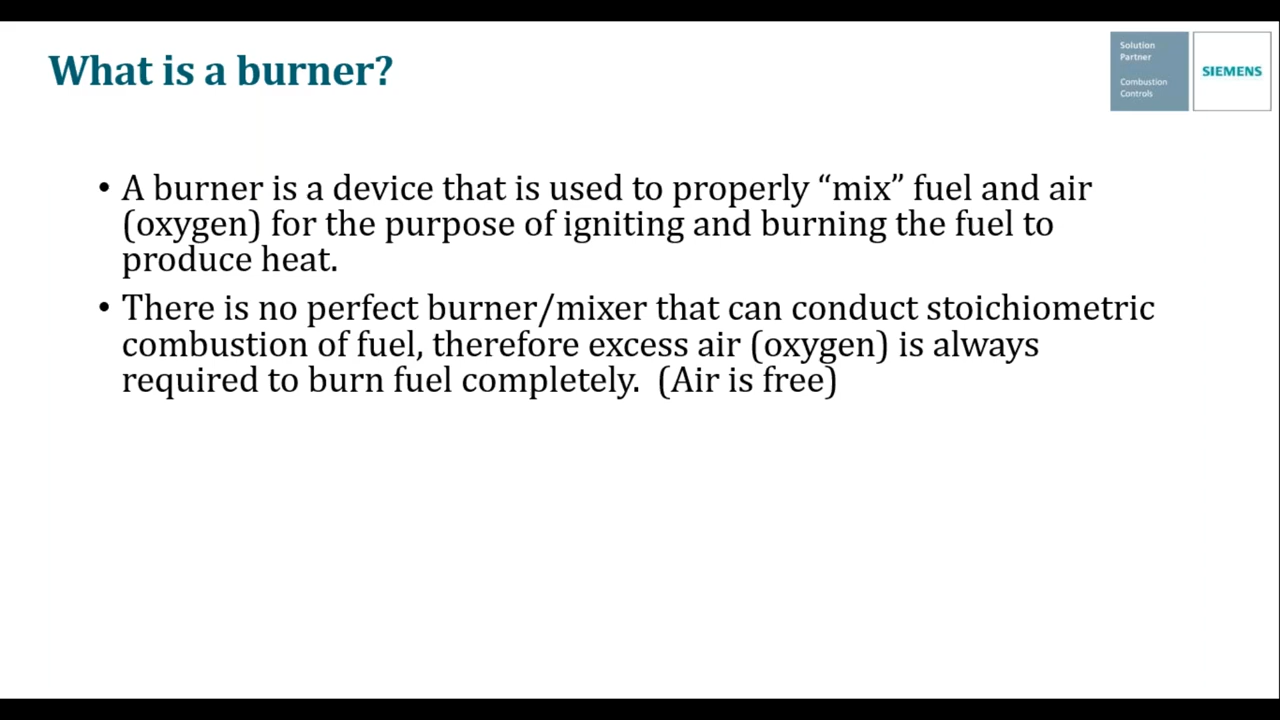 What is a burner?
Solution
Partner
Combustion
Controls
SIEMENS
• A burner is a device that is used to properly “mix” fuel and air
(oxygen) for the purpose of igniting and burning the fuel to
produce heat.
• There is no perfect burner/mixer that can conduct stoichiometric
combustion of fuel, therefore excess air (oxygen) is always
required to burn fuel completely.  (Air is free)